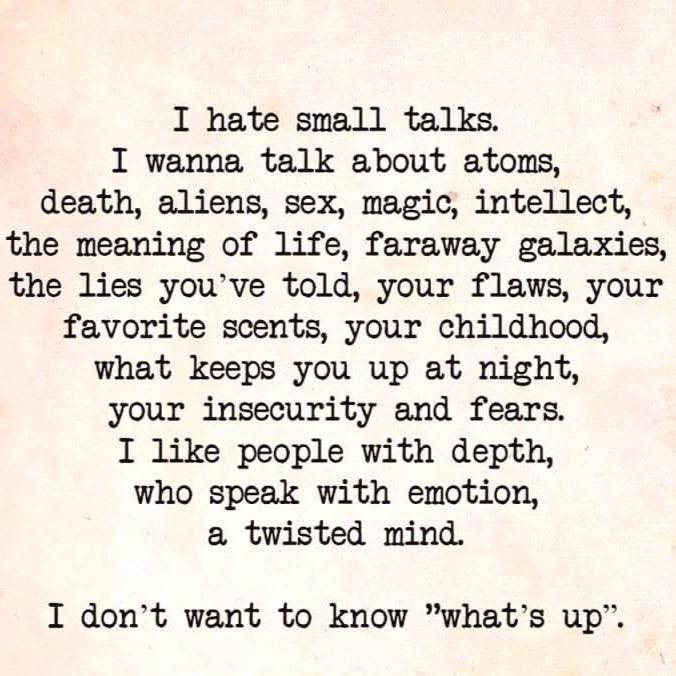 I hate small talks.
I wanna talk about atoms,
death, aliens, sex, magic, intellect,
the meaning of life, faraway galaxies,
the lies you've told, your flaws, your
favorite scents, your childhood,
what keeps you up at night,
your insecurity and fears.
I like people with depth,
who speak with emotion,
a twisted mind.
I don't want to know ”what's up”.